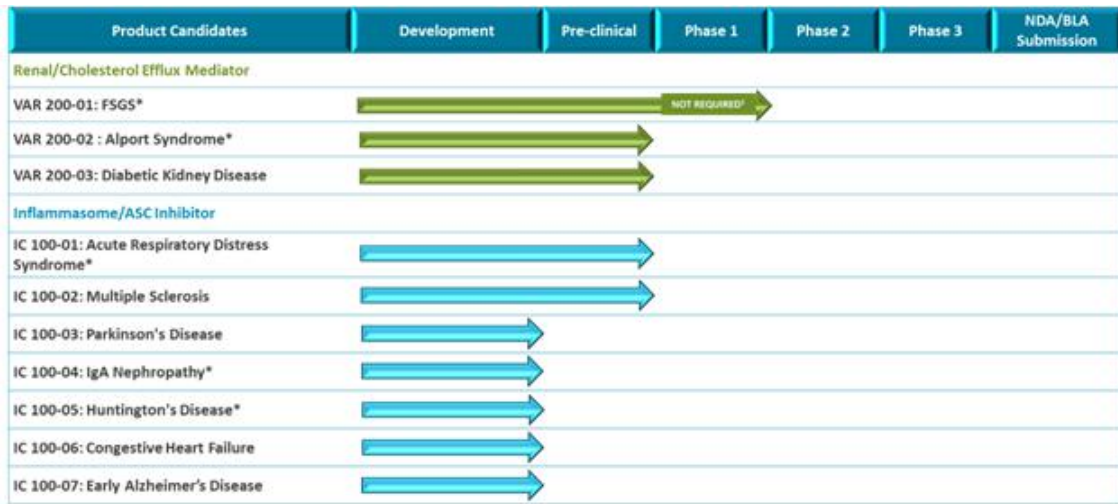 Product Candidates Development Pre-clinical Phase 1 Phase 2 Phase 3 NDA/BLA Submission
Renal/Cholesterol Efflux Mediator
VAR 200-01: FSGS* NOT REQUIRED¹
VAR 200-02 : Alport Syndrome*
VAR 200-03: Diabetic Kidney Disease
Inflammasome/ASC Inhibitor
IC 100-01: Acute Respiratory Distress
Syndrome*
IC 100-02: Multiple Sclerosis
IC 100-03: Parkinson's Disease
IC 100-04: IgA Nephropathy*
IC 100-05: Huntington's Disease*
IC 100-06: Congestive Heart Failure
IC 100-07: Early Alzheimer’s Disease